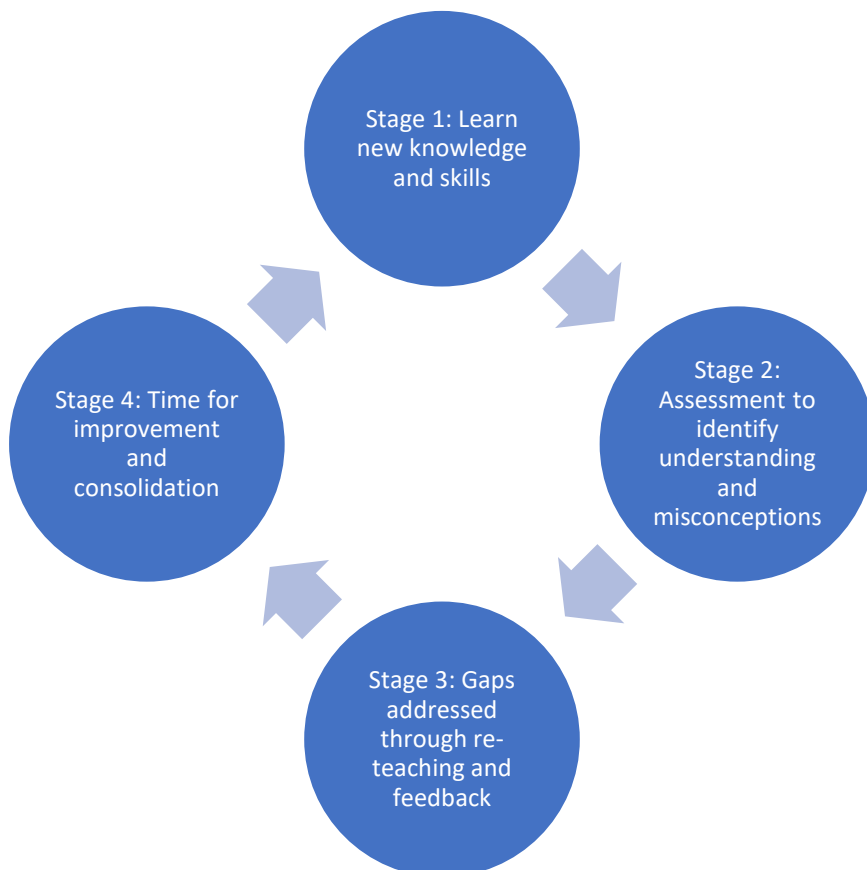 Stage 1: Learn
new knowledge
and skills
Stage 2:
Assessment to
identify
understanding
and
misconceptions
Stage 3: Gaps
addressed
through re-
teaching and
feedback
Stage 4: Time for
improvement
and
consolidation